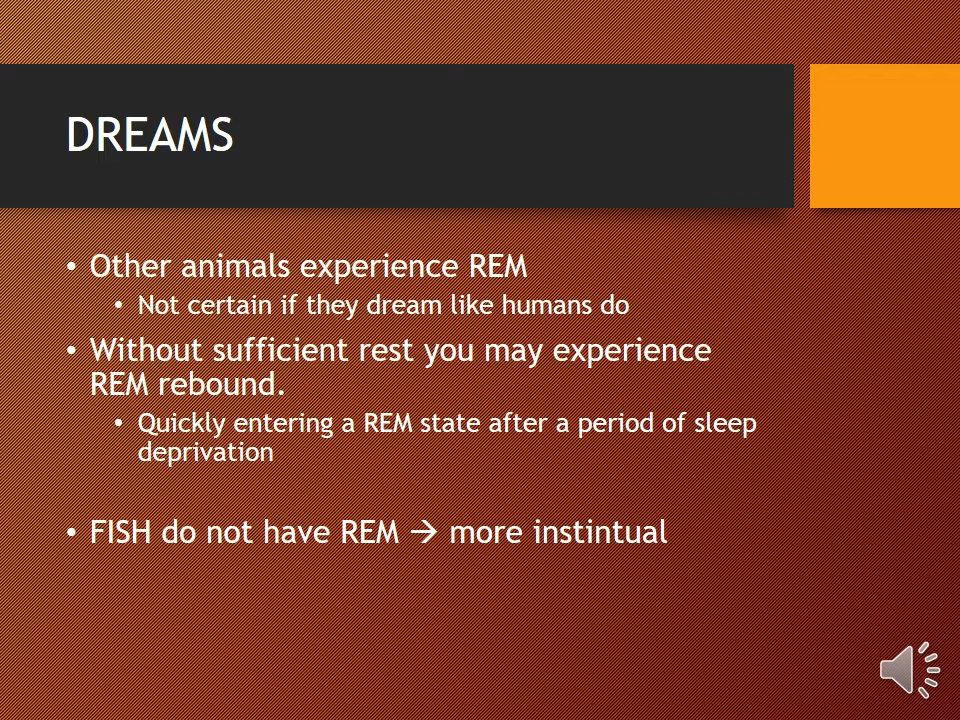 DREAMS
• Other animals experience REM
• Not certain if they dream like humans do
• Without sufficient rest you may experience
REM rebound.
• Quickly entering a REM state after a period of sleep
deprivation
• FISH do not have REM → more instintual